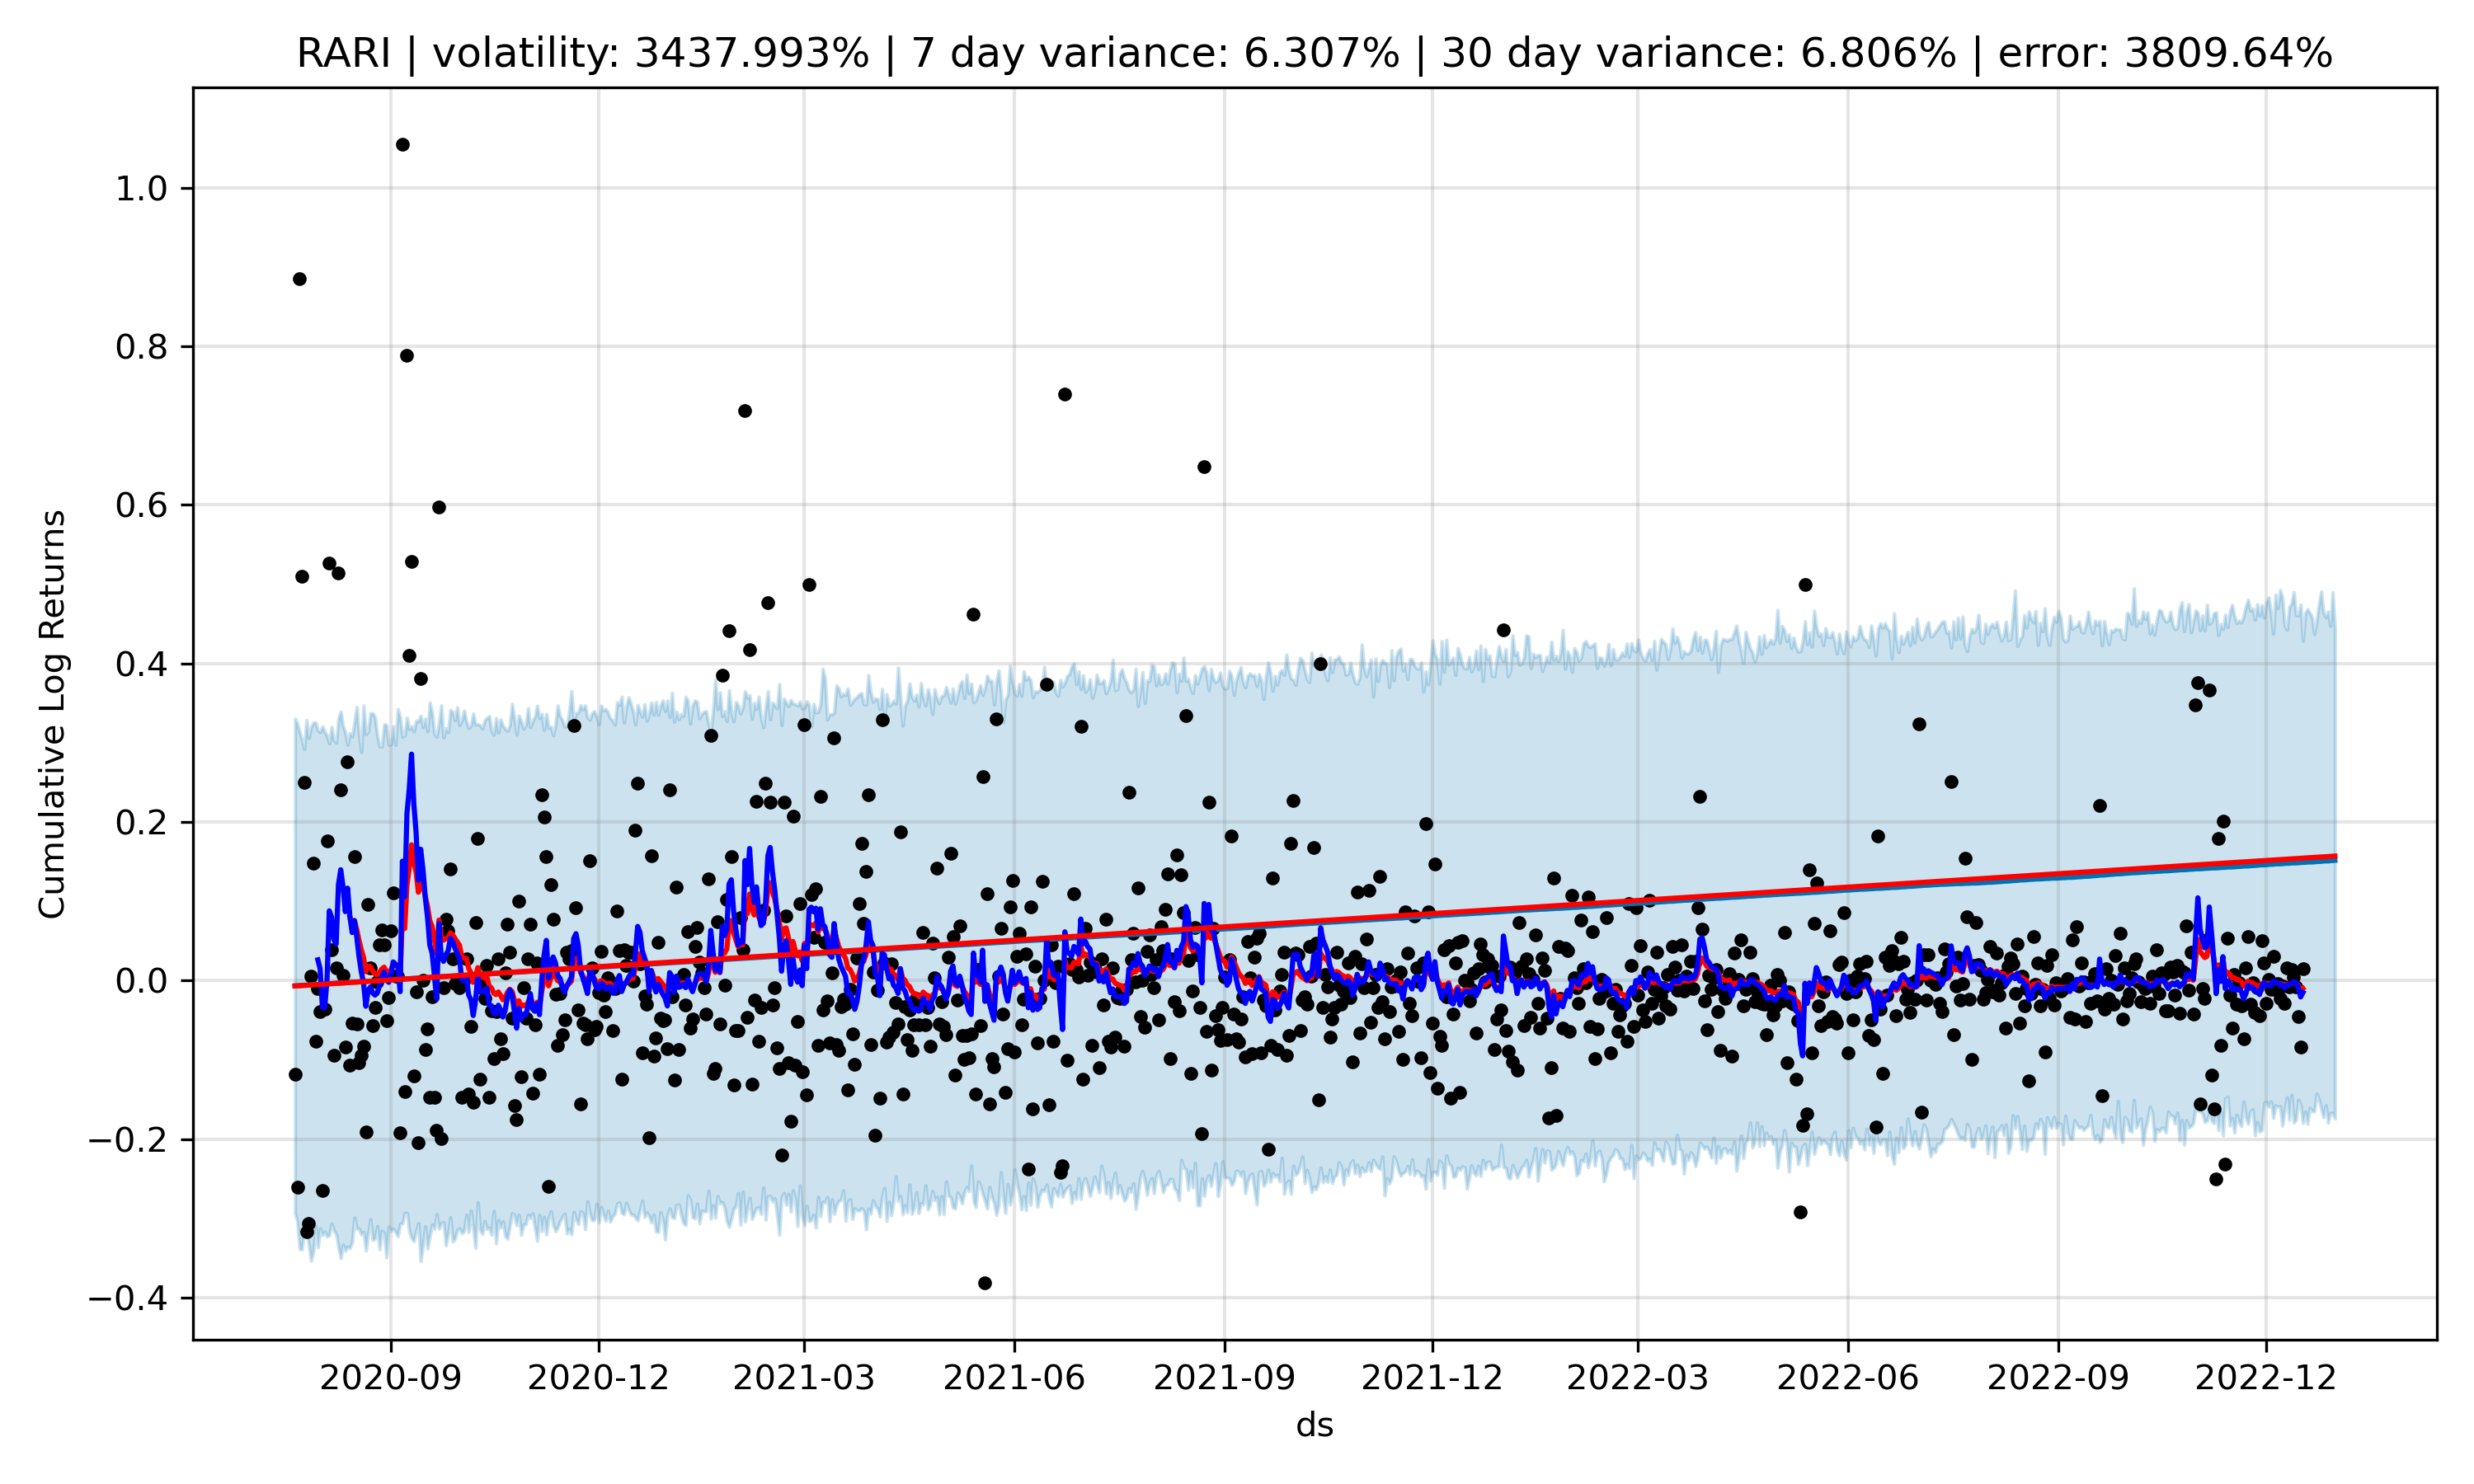 RARI | volatility: 3437.993% | 7 day variance: 6.307% | 30 day variance: 6.806% | error: 3809.64%
Cumulative Log Returns
1.0
0.8
0.6
0.4
0.2
0.0
−0.2
−0.4
2020-09 2020-12 2021-03 2021-06 2021-09 2021-12 2022-03 2022-06 2022-09 2022-12
ds